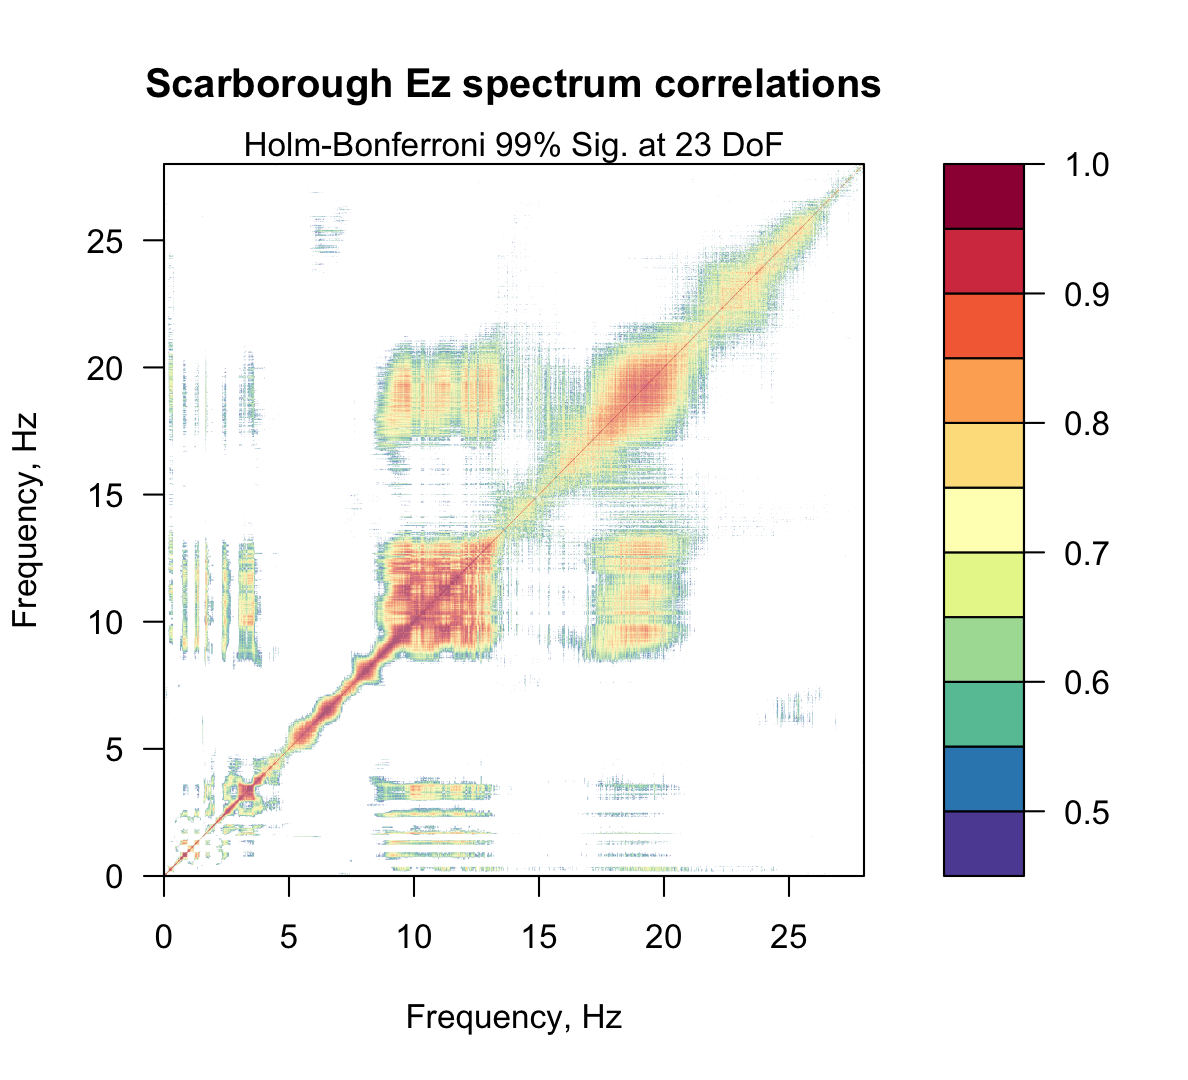 Scarborough Ez spectrum correlations
Holm-Bonferroni 99% Sig. at 23 DoF
Frequency, Hz
25
20
15
10
5
0
0 5 10 15 20 25
Frequency, Hz
1.0
0.9
0.8
0.7
0.6
0.5